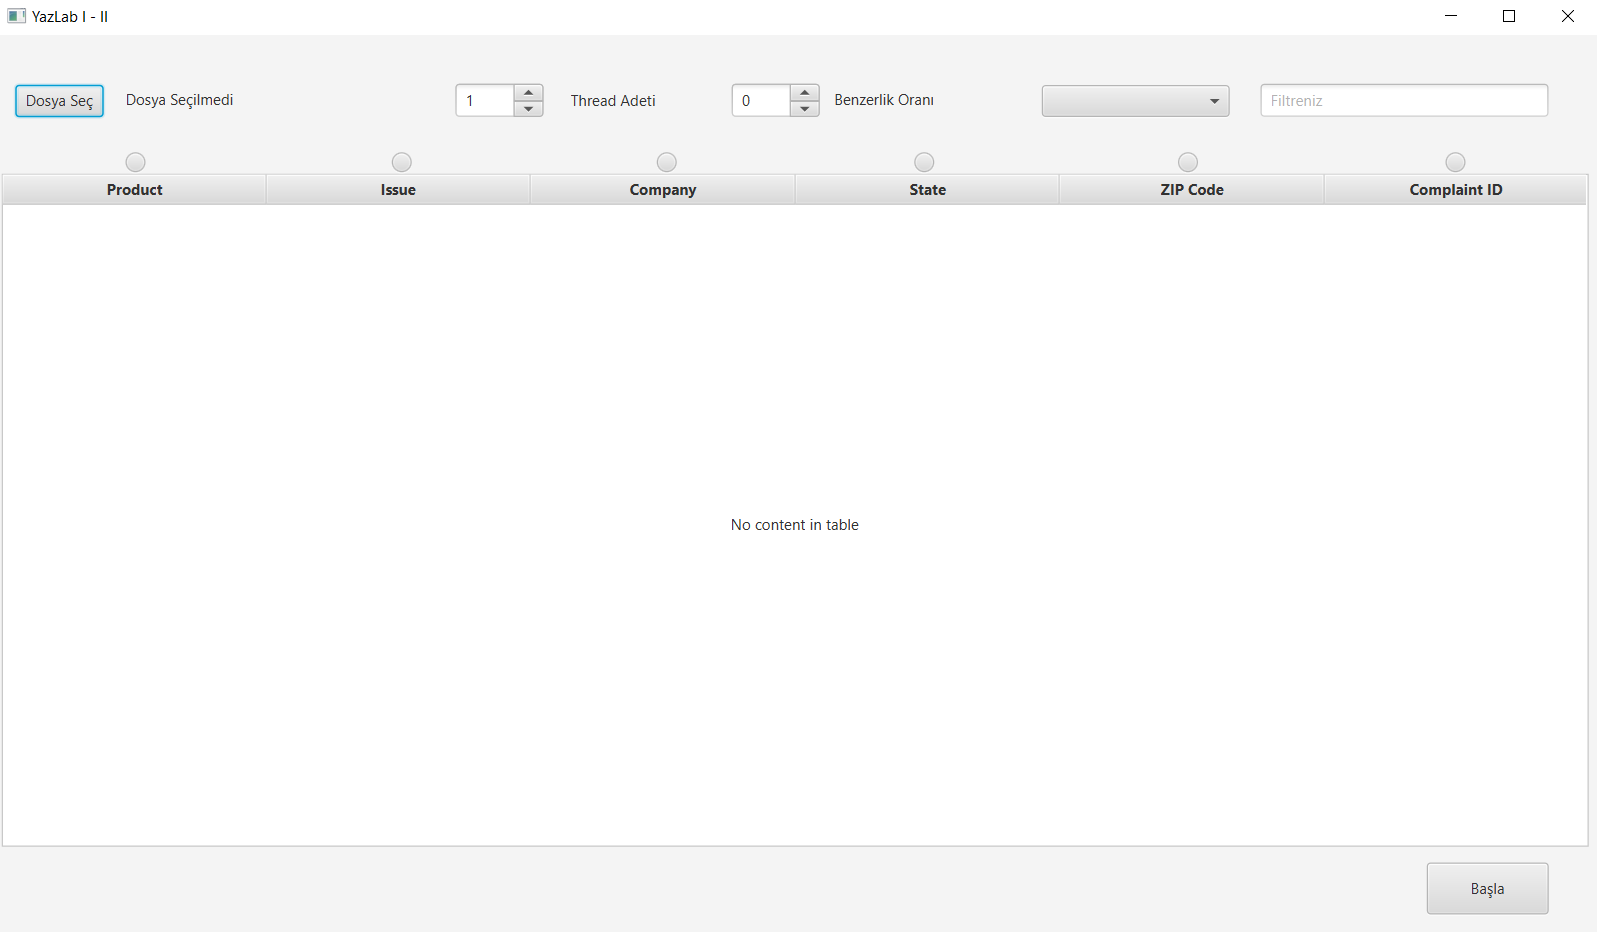 YazLab I - II
Dosya Seç Dosya Seçilmedi 1 Thread Adeti 0 Benzerlik Oranı Filtreniz
Product Issue Company State ZIP Code Complaint ID
No content in table
Başla